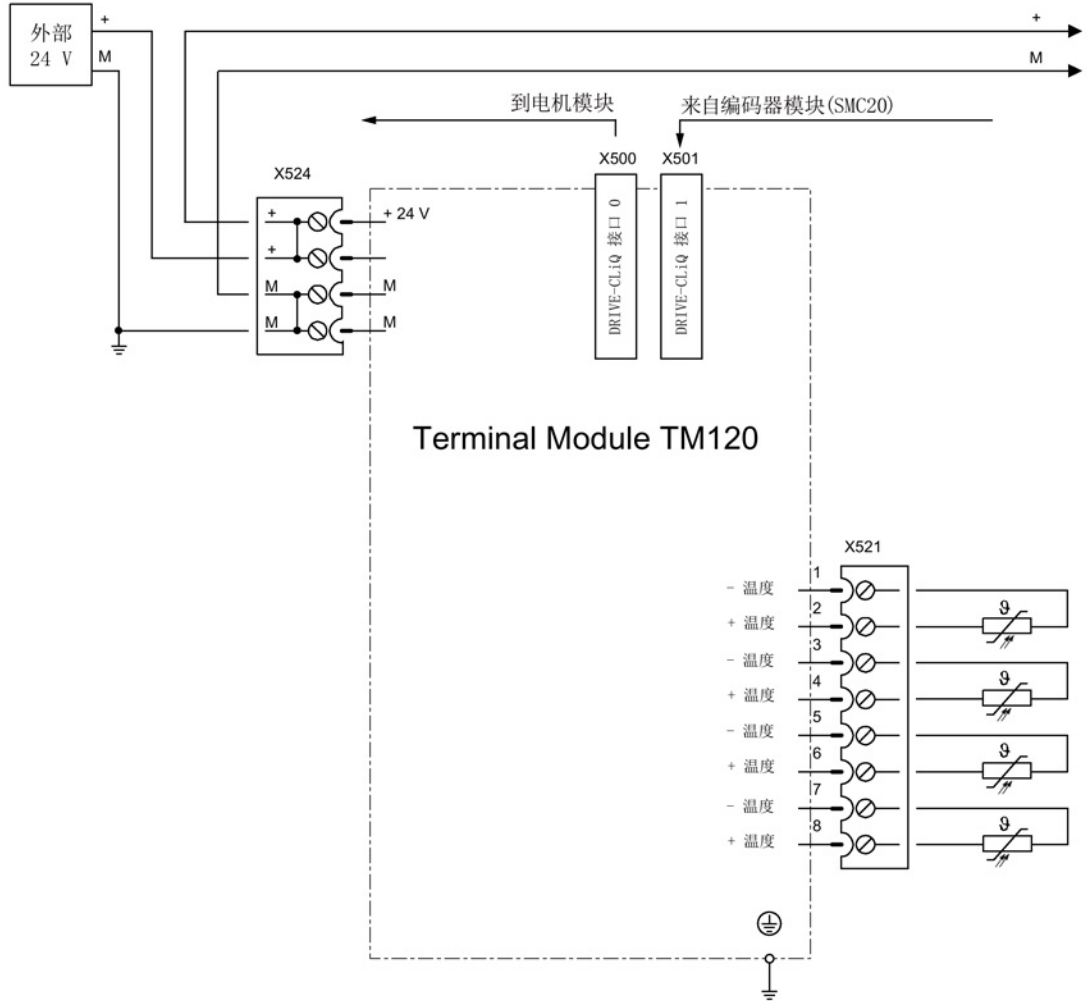 外部
24 V
+
M
+
M
到电机模块
来自编码器模块(SMC20)
X500
X501
X524
DRIVE-CLiQ 接口 0
DRIVE-CLiQ 接口 1
+
+ 24 V
+
M
M
M
M
Terminal Module TM120
X521
- 温度
1
+ 温度
2
ϑ
- 温度
3
+ 温度
4
ϑ
- 温度
5
+ 温度
6
ϑ
- 温度
7
+ 温度
8
ϑ